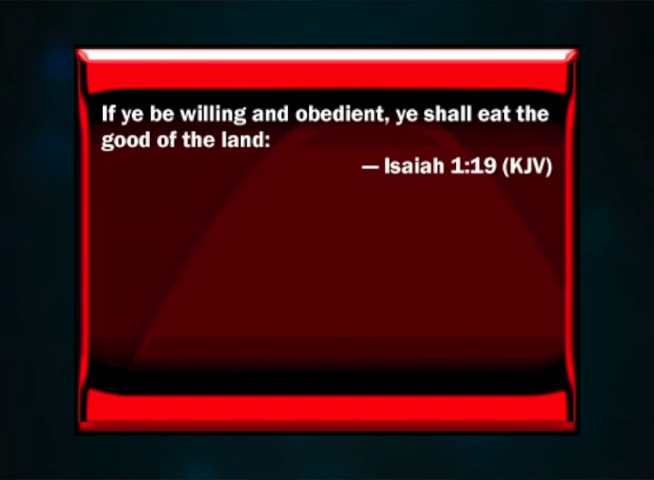 If ye be willing and obedient, ye shall eat the
good of the land:
— Isaiah 1:19 (KJV)